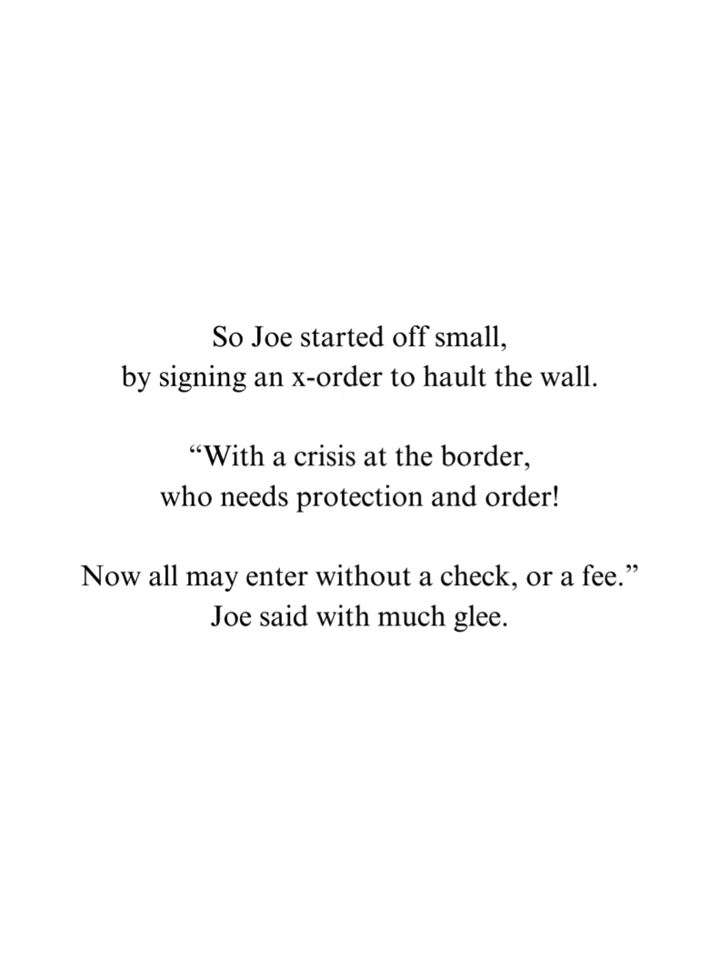 So Joe started off small,
by signing an x-order to hault the wall.
“With a crisis at the border,
who needs protection and order!
Now all may enter without a check, or a fee.”
Joe said with much glee.